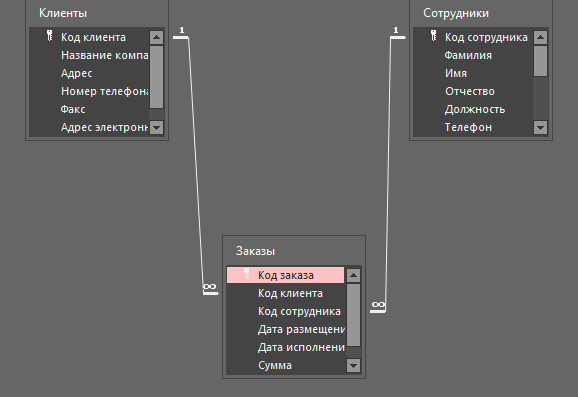 Клиенты
Код клиента
Название компа
Адрес
Номер телефона
Факс
Адрес электронн
1
1
Сотрудники
Код сотрудника
Фамилия
Имя
Отчество
Должность
Телефон
Заказы
Код заказа
Код клиента
Код сотрудника
Дата размещени
Дата исполнени
Сумма
∞
∞